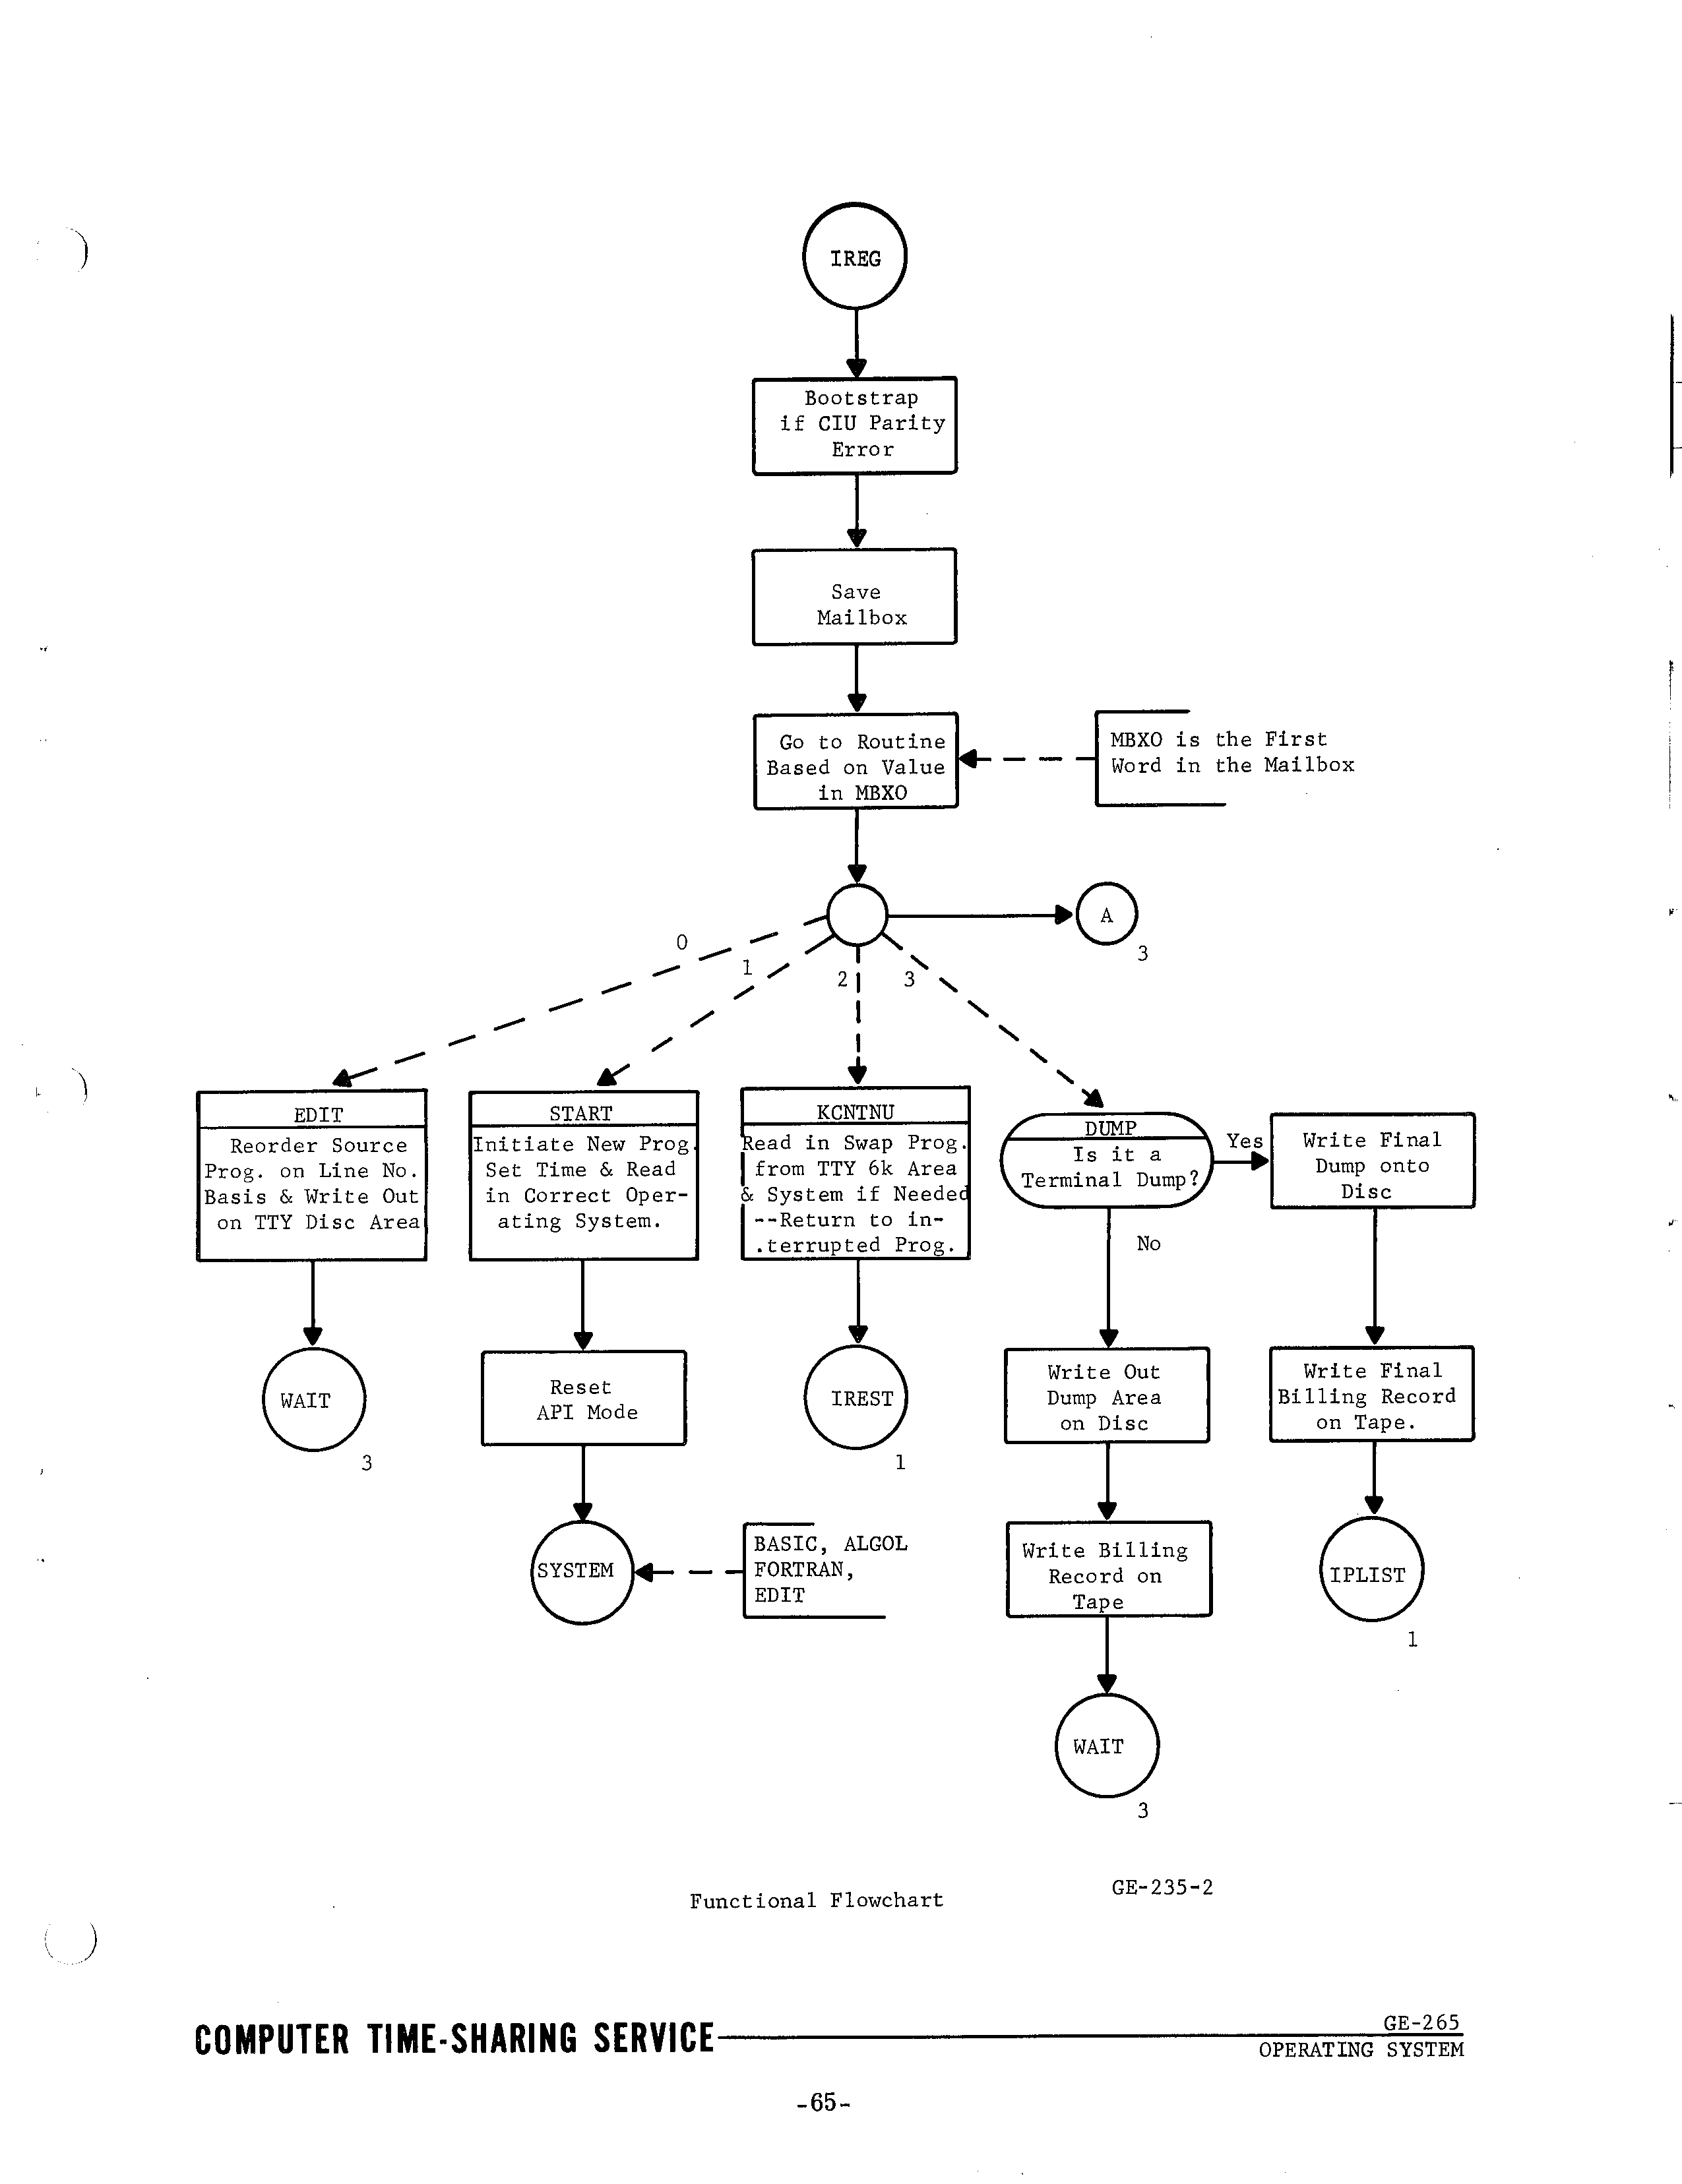 IREG
Bootstrap
if CIU Parity
Error
Save
Mailbox
Go to Routine
Based on Value
in MBXO
MBXO is the First
Word in the Mailbox
A
3
0
1
2
3
EDIT
Reorder Source
Prog. on Line No.
Basis & Write Out
on TTY Disc Area
START
Initiate New Prog.
Set Time & Read
in Correct Oper-
ating System.
KCNTNU
Read in Swap Prog.
from TTY 6k Area
& System if Needed
--Return to in-
.terrupted Prog.
DUMP
Is it a
Terminal Dump?
Yes
No
Write Final
Dump onto
Disc
WAIT
3
Reset
API Mode
IREST
1
Write Out
Dump Area
on Disc
Write Final
Billing Record
on Tape.
SYSTEM
BASIC, ALGOL
FORTRAN,
EDIT
Write Billing
Record on
Tape
IPLIST
1
WAIT
3
Functional Flowchart
GE-235-2
COMPUTER TIME-SHARING SERVICE
GE-265
OPERATING SYSTEM
-65-